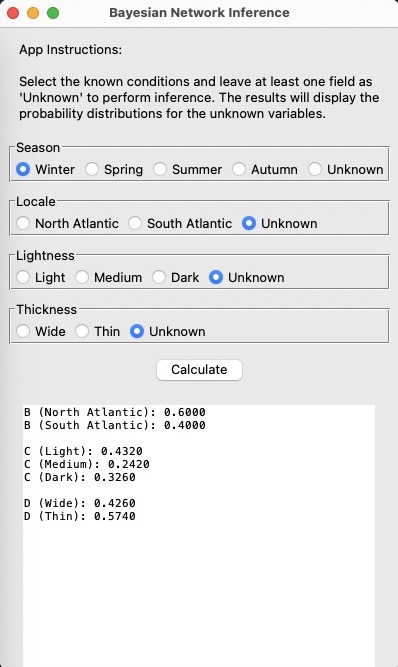 Bayesian Network Inference
App Instructions:
Select the known conditions and leave at least one field as
'Unknown' to perform inference. The results will display the
probability distributions for the unknown variables.
Season
Winter Spring Summer Autumn Unknown
Locale
North Atlantic South Atlantic Unknown
Lightness
Light Medium Dark Unknown
Thickness
Wide Thin Unknown
Calculate
B (North Atlantic): 0.6000
B (South Atlantic): 0.4000
C (Light): 0.4320
C (Medium): 0.2420
C (Dark): 0.3260
D (Wide): 0.4260
D (Thin): 0.5740